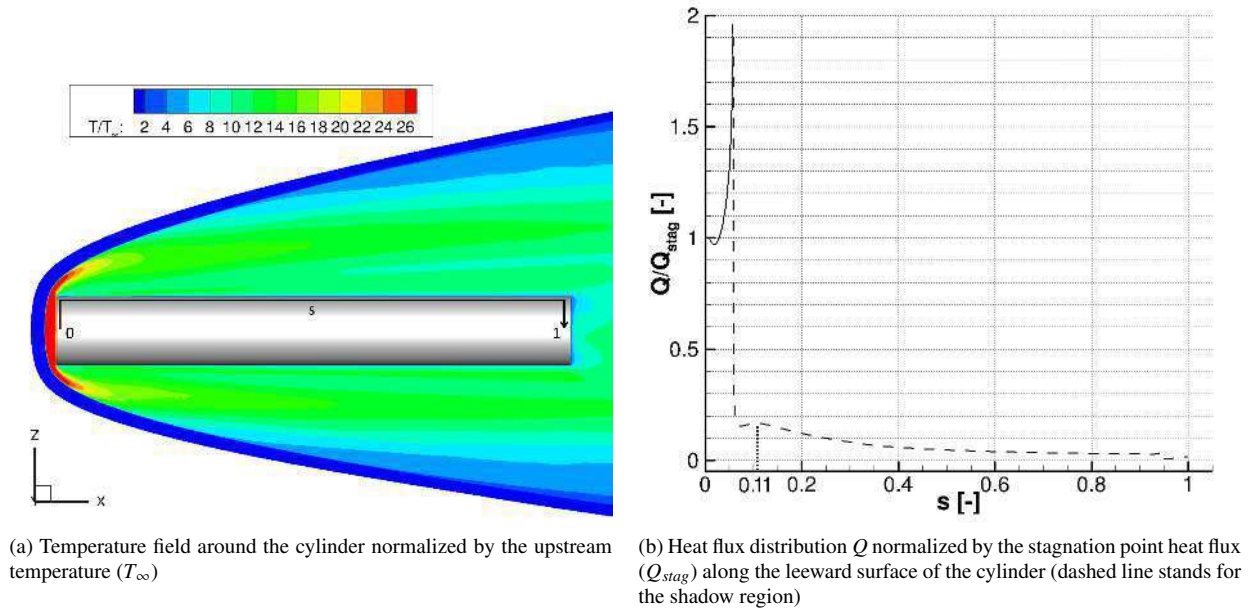 T/T∞: 2 4 6 8 10 12 14 16 18 20 22 24 26
s
0
1
Z
Y
X
(a) Temperature field around the cylinder normalized by the upstream
temperature (T∞)
2
1.5
1
0.5
0
Q/Qstag [-]
0 0.11 0.2 0.4 0.6 0.8 1
s [-]
(b) Heat flux distribution Q normalized by the stagnation point heat flux
(Qstag) along the leeward surface of the cylinder (dashed line stands for
the shadow region)